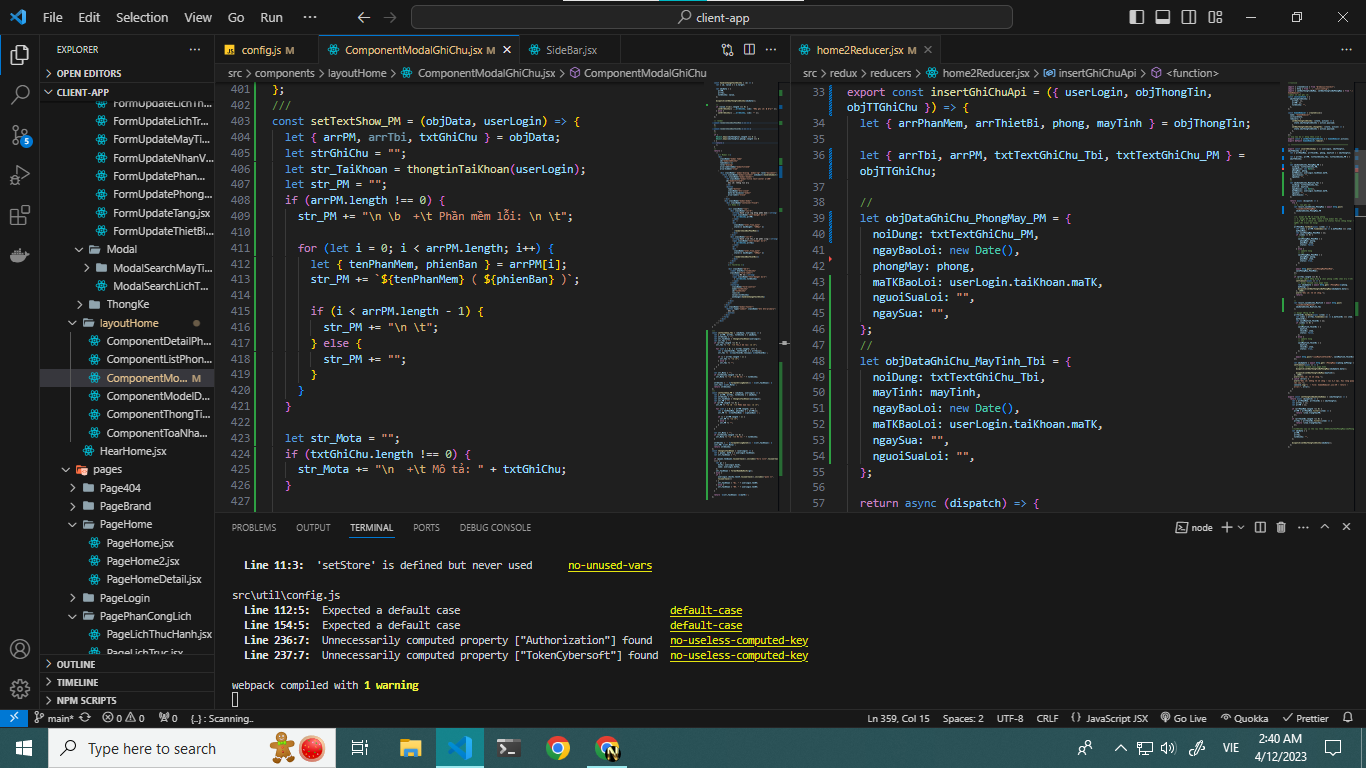 File Edit Selection View Go Run ··· client-app
EXPLORER ···
OPEN EDITORS
CLIENT-APP
FormUpdateLichTh...
FormUpdateLichTr...
FormUpdateMayTi...
FormUpdateNhanV...
FormUpdatePhan...
FormUpdatePhong...
FormUpdateTang.jsx
FormUpdateThietBi...
Modal
ModalSearchMayTi...
ModalSearchLichT...
ThongKe
layoutHome
ComponentDetailPh...
ComponentListPhon...
ComponentMo... M
ComponentModelD...
ComponentThongTi...
ComponentToaNha...
HearHome.jsx
pages
Page404
PageBrand
PageHome
PageHome.jsx
PageHome2.jsx
PageHomeDetail.jsx
PageLogin
PagePhanCongLich
PageLichThucHanh.jsx
PageLichTruc.jsx
OUTLINE
TIMELINE
NPM SCRIPTS
5
JS config.js M ComponentModalGhiChu.jsx M SideBar.jsx
src > components > layoutHome > ComponentModalGhiChu.jsx > ComponentModalGhiChu
401 };
402 ///
403 const setTextShow_PM = (objData, userLogin) => {
404 let { arrPM, arrTbi, txtGhiChu } = objData;
405 let strGhiChu = "";
406 let str_TaiKhoan = thongtinTaiKhoan(userLogin);
407 let str_PM = "";
408 if (arrPM.length !== 0) {
409 str_PM += "\n \b  +\t Phần mềm lỗi: \n \t";
410
411 for (let i = 0; i < arrPM.length; i++) {
412 let { tenPhanMem, phienBan } = arrPM[i];
413 str_PM += `${tenPhanMem} ( ${phienBan} )`;
414
415 if (i < arrPM.length - 1) {
416 str_PM += "\n \t";
417 } else {
418 str_PM += "";
419 }
420 }
421 }
422
423 let str_Mota = "";
424 if (txtGhiChu.length !== 0) {
425 str_Mota += "\n  +\t Mô tả: " + txtGhiChu;
426 }
427
home2Reducer.jsx M
src > redux > reducers > home2Reducer.jsx > insertGhiChuApi > <function>
33 export const insertGhiChuApi = ({ userLogin, objThongTin,
objTTGhiChu }) => {
34 let { arrPhanMem, arrThietBi, phong, mayTinh } = objThongTin;
35
36 let { arrTbi, arrPM, txtTextGhiChu_Tbi, txtTextGhiChu_PM } =
objTTGhiChu;
37
38 //
39 let objDataGhiChu_PhongMay_PM = {
40 noiDung: txtTextGhiChu_PM,
41 ngayBaoLoi: new Date(),
42 phongMay: phong,
43 maTKBaoLoi: userLogin.taiKhoan.maTK,
44 nguoiSuaLoi: "",
45 ngaySua: "",
46 };
47 //
48 let objDataGhiChu_MayTinh_Tbi = {
49 noiDung: txtTextGhiChu_Tbi,
50 mayTinh: mayTinh,
51 ngayBaoLoi: new Date(),
52 maTKBaoLoi: userLogin.taiKhoan.maTK,
53 ngaySua: "",
54 nguoiSuaLoi: "",
55 };
56
57 return async (dispatch) => {
PROBLEMS OUTPUT TERMINAL PORTS DEBUG CONSOLE node
Line 11:3: 'setStore' is defined but never used no-unused-vars
src\util\config.js
Line 112:5: Expected a default case default-case
Line 154:5: Expected a default case default-case
Line 236:7: Unnecessarily computed property ["Authorization"] found no-useless-computed-key
Line 237:7: Unnecessarily computed property ["TokenCybersoft"] found no-useless-computed-key
webpack compiled with 1 warning
main* 0 0 0 {..} : Scanning.. Ln 359, Col 15 Spaces: 2 UTF-8 CRLF {} JavaScript JSX Go Live Quokka Prettier
Type here to search VIE 2:40 AM
4/12/2023